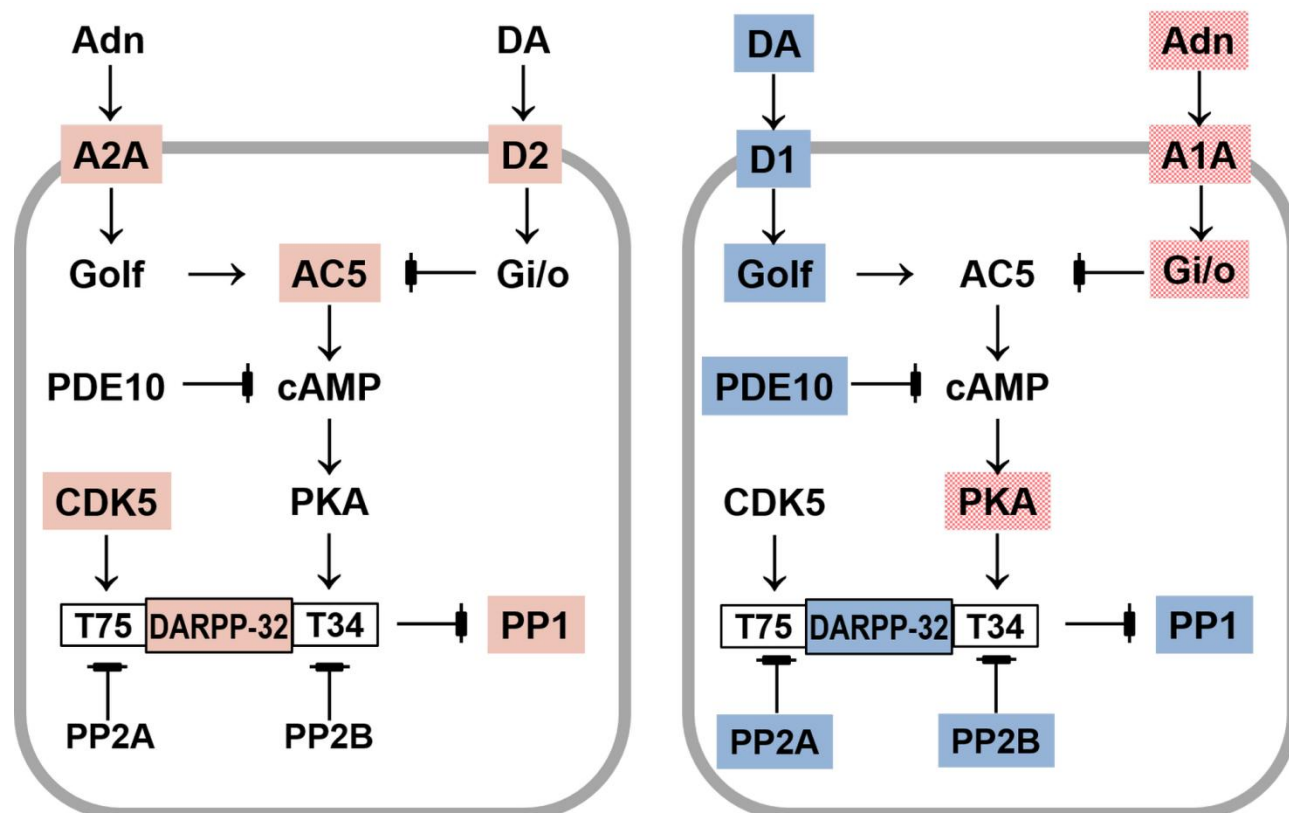 Adn
DA
A2A
D2
Golf
AC5
Gi/o
PDE10
cAMP
CDK5
PKA
T75
DARPP-32
T34
PP1
PP2A
PP2B
DA
Adn
D1
A1A
Golf
AC5
Gi/o
PDE10
cAMP
CDK5
PKA
T75
DARPP-32
T34
PP1
PP2A
PP2B